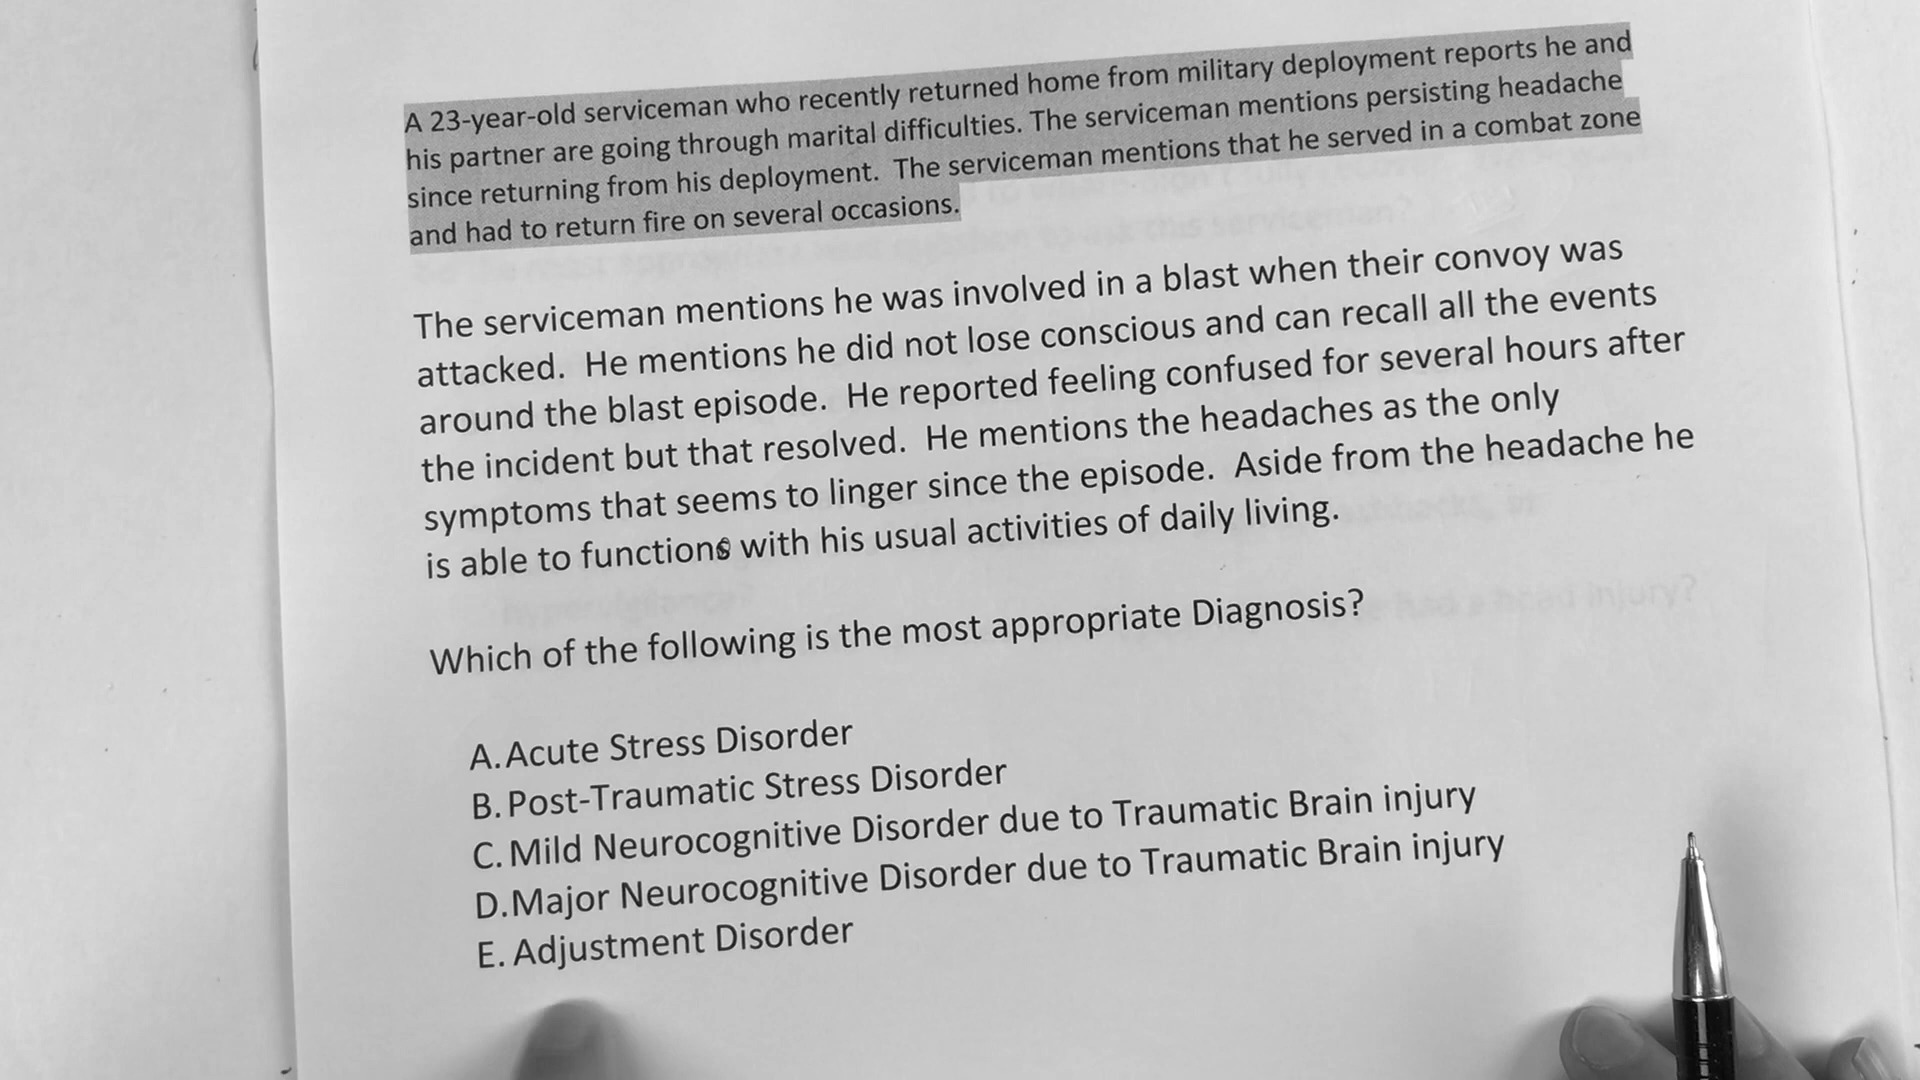 A 23-year-old serviceman who recently returned home from military deployment reports he and
his partner are going through marital difficulties. The serviceman mentions persisting headache
since returning from his deployment. The serviceman mentions that he served in a combat zone
and had to return fire on several occasions.
The serviceman mentions he was involved in a blast when their convoy was
attacked. He mentions he did not lose conscious and can recall all the events
around the blast episode. He reported feeling confused for several hours after
the incident but that resolved. He mentions the headaches as the only
symptoms that seems to linger since the episode. Aside from the headache he
is able to functions with his usual activities of daily living.
Which of the following is the most appropriate Diagnosis?
A. Acute Stress Disorder
B. Post-Traumatic Stress Disorder
C. Mild Neurocognitive Disorder due to Traumatic Brain injury
D. Major Neurocognitive Disorder due to Traumatic Brain injury
E. Adjustment Disorder